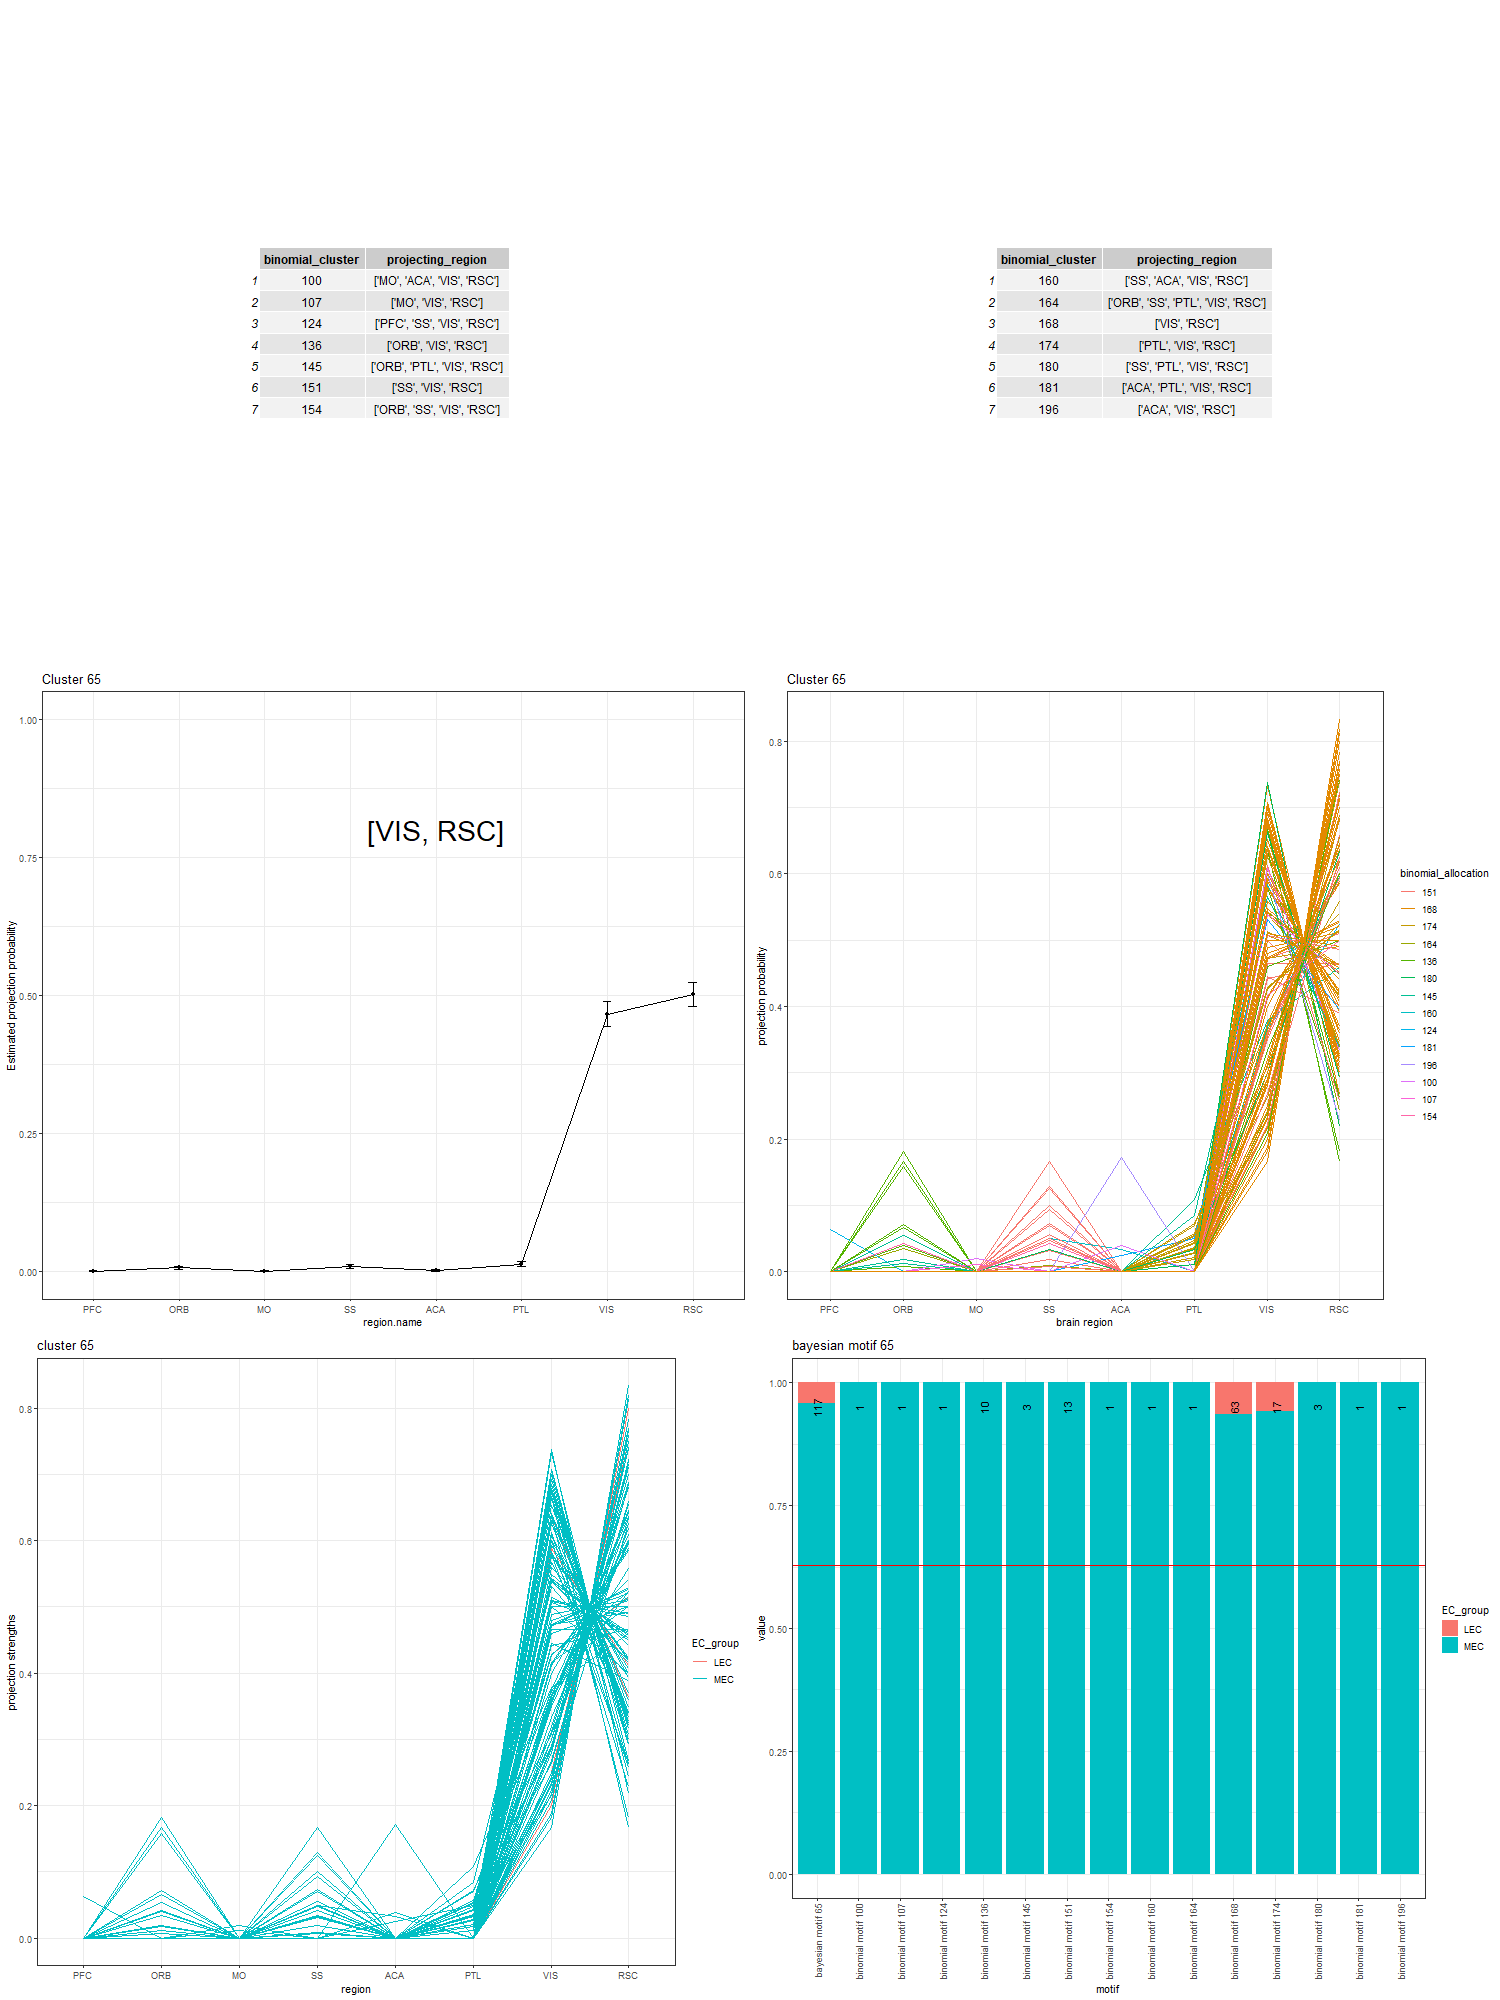 binomial_cluster projecting_region
1 100 ['MO', 'ACA', 'VIS', 'RSC']
2 107 ['MO', 'VIS', 'RSC']
3 124 ['PFC', 'SS', 'VIS', 'RSC']
4 136 ['ORB', 'VIS', 'RSC']
5 145 ['ORB', 'PTL', 'VIS', 'RSC']
6 151 ['SS', 'VIS', 'RSC']
7 154 ['ORB', 'SS', 'VIS', 'RSC']
binomial_cluster projecting_region
1 160 ['SS', 'ACA', 'VIS', 'RSC']
2 164 ['ORB', 'SS', 'PTL', 'VIS', 'RSC']
3 168 ['VIS', 'RSC']
4 174 ['PTL', 'VIS', 'RSC']
5 180 ['SS', 'PTL', 'VIS', 'RSC']
6 181 ['ACA', 'PTL', 'VIS', 'RSC']
7 196 ['ACA', 'VIS', 'RSC']
Cluster 65
Estimated projection probability
1.00
0.75
0.50
0.25
0.00
[VIS, RSC]
PFC ORB MO SS ACA PTL VIS RSC
region.name
Cluster 65
projection probability
0.8
0.6
0.4
0.2
0.0
PFC ORB MO SS ACA PTL VIS RSC
brain region
binomial_allocation
151
168
174
164
136
180
145
160
124
181
196
100
107
154
cluster 65
projection strengths
0.8
0.6
0.4
0.2
0.0
PFC ORB MO SS ACA PTL VIS RSC
region
EC_group
LEC
MEC
bayesian motif 65
value
1.00
0.75
0.50
0.25
0.00
117 1 1 1 10 3 13 1 1 1 63 17 3 1 1
bayesian motif 65
binomial motif 100
binomial motif 107
binomial motif 124
binomial motif 136
binomial motif 145
binomial motif 151
binomial motif 154
binomial motif 160
binomial motif 164
binomial motif 168
binomial motif 174
binomial motif 180
binomial motif 181
binomial motif 196
motif
EC_group
LEC
MEC